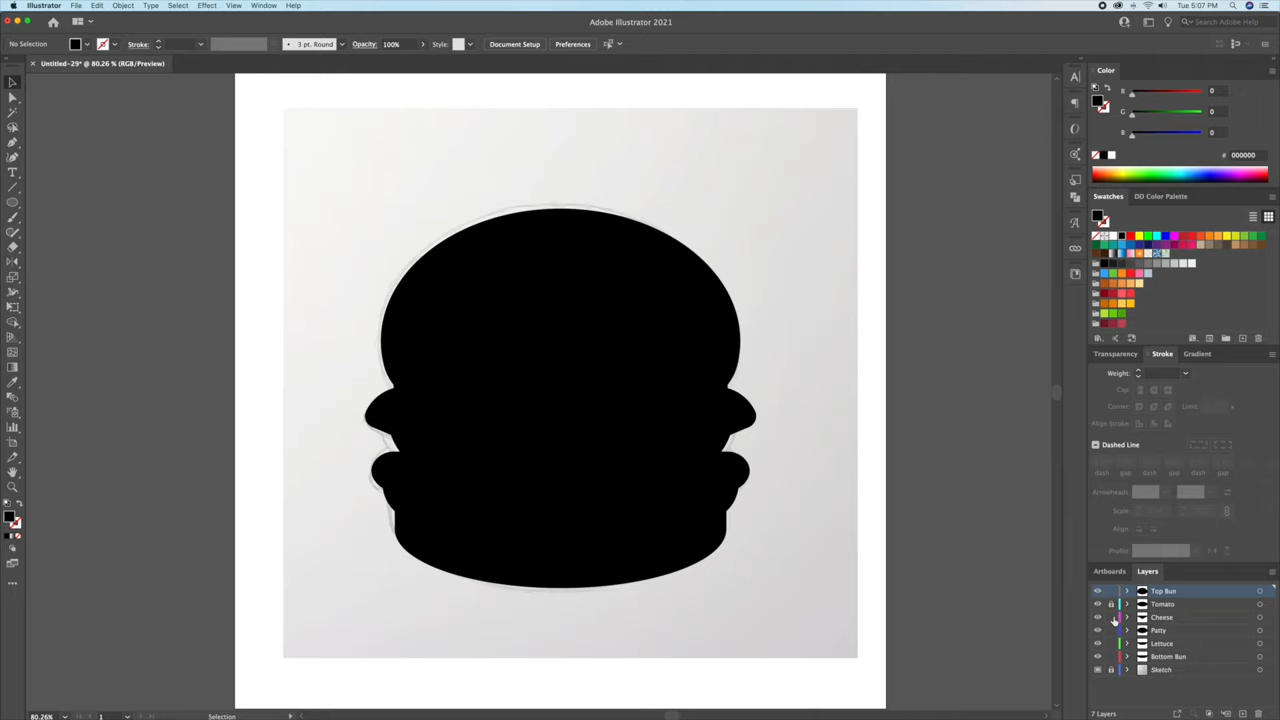 Illustrator File Edit Object Type Select Effect View Window Help
Tue 5:07 PM
Adobe Illustrator 2021
Search Adobe Help
No Selection
Stroke:
3 pt. Round
Opacity: 100%
Style:
Document Setup
Preferences
× Untitled-29* @ 80.26 % (RGB/Preview)
Color
R 0
G 0
B 0
# 000000
Swatches DD Color Palette
Transparency Stroke Gradient
Weight:
Cap:
Corner: Limit: x
Align Stroke:
Dashed Line
dash gap dash gap dash gap
Arrowheads:
Scale:
Align:
Profile:
Artboards Layers
Top Bun
Tomato
Cheese
Patty
Lettuce
Bottom Bun
Sketch
7 Layers
80.26%
1
Selection